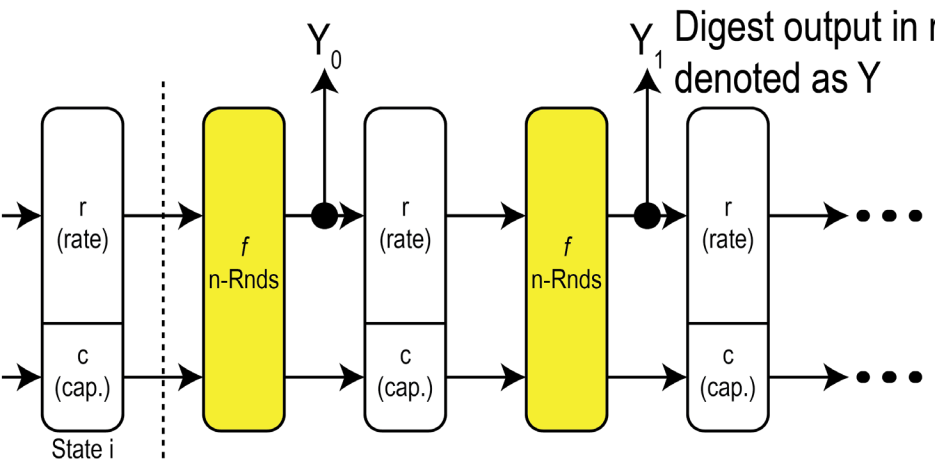 Y0
Y1
Digest output in r
denoted as Y
r
(rate)
c
(cap.)
State i
f
n-Rnds
r
(rate)
c
(cap.)
f
n-Rnds
r
(rate)
c
(cap.)